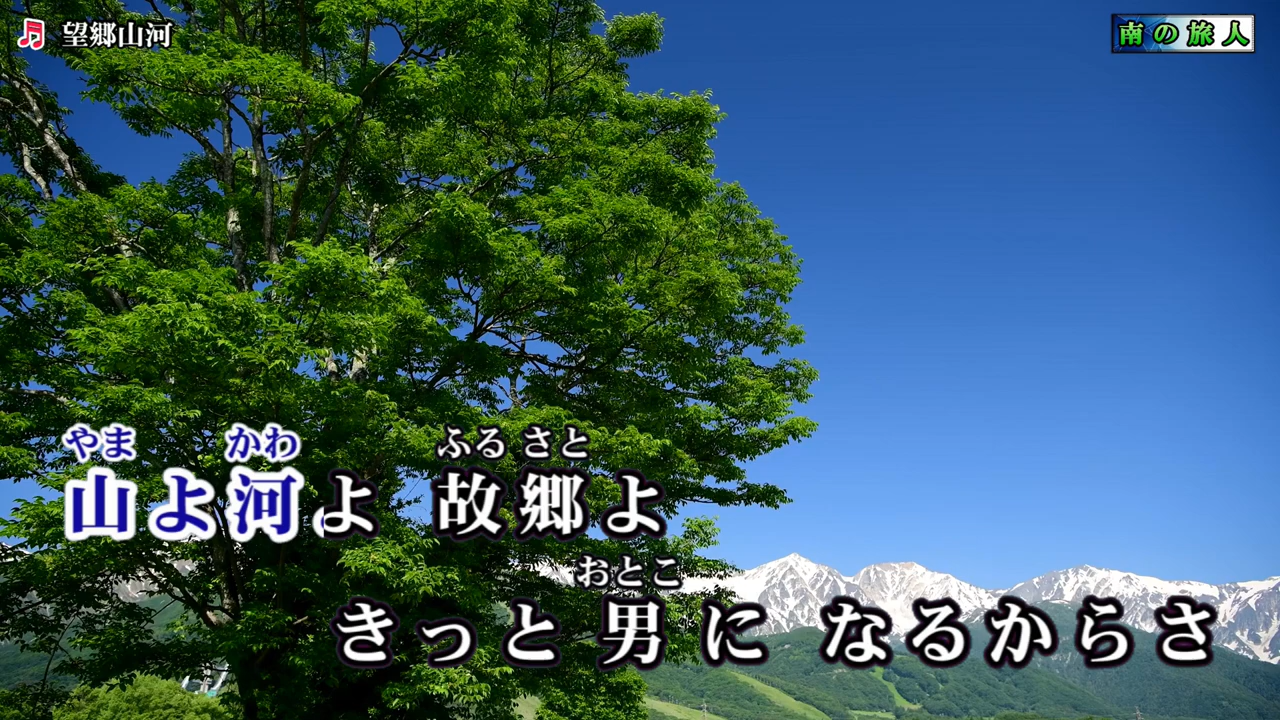 望郷山河
南の旅人
やま かわ ふるさと
山よ河よ 故郷よ
おとこ
きっと 男に なるからさ